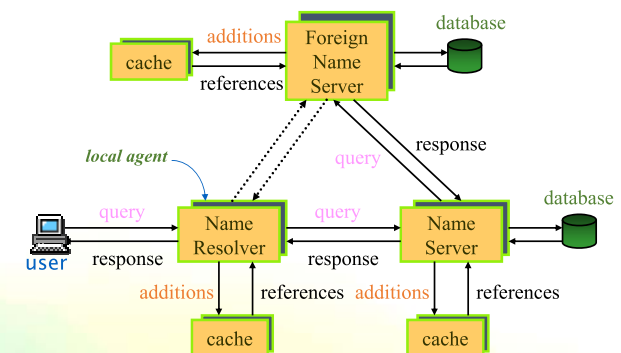 additions
Foreign
Name
Server
database
cache
references
response
query
local agent
query
Name
Resolver
query
Name
Server
database
user
response
response
additions
references
additions
references
cache
cache